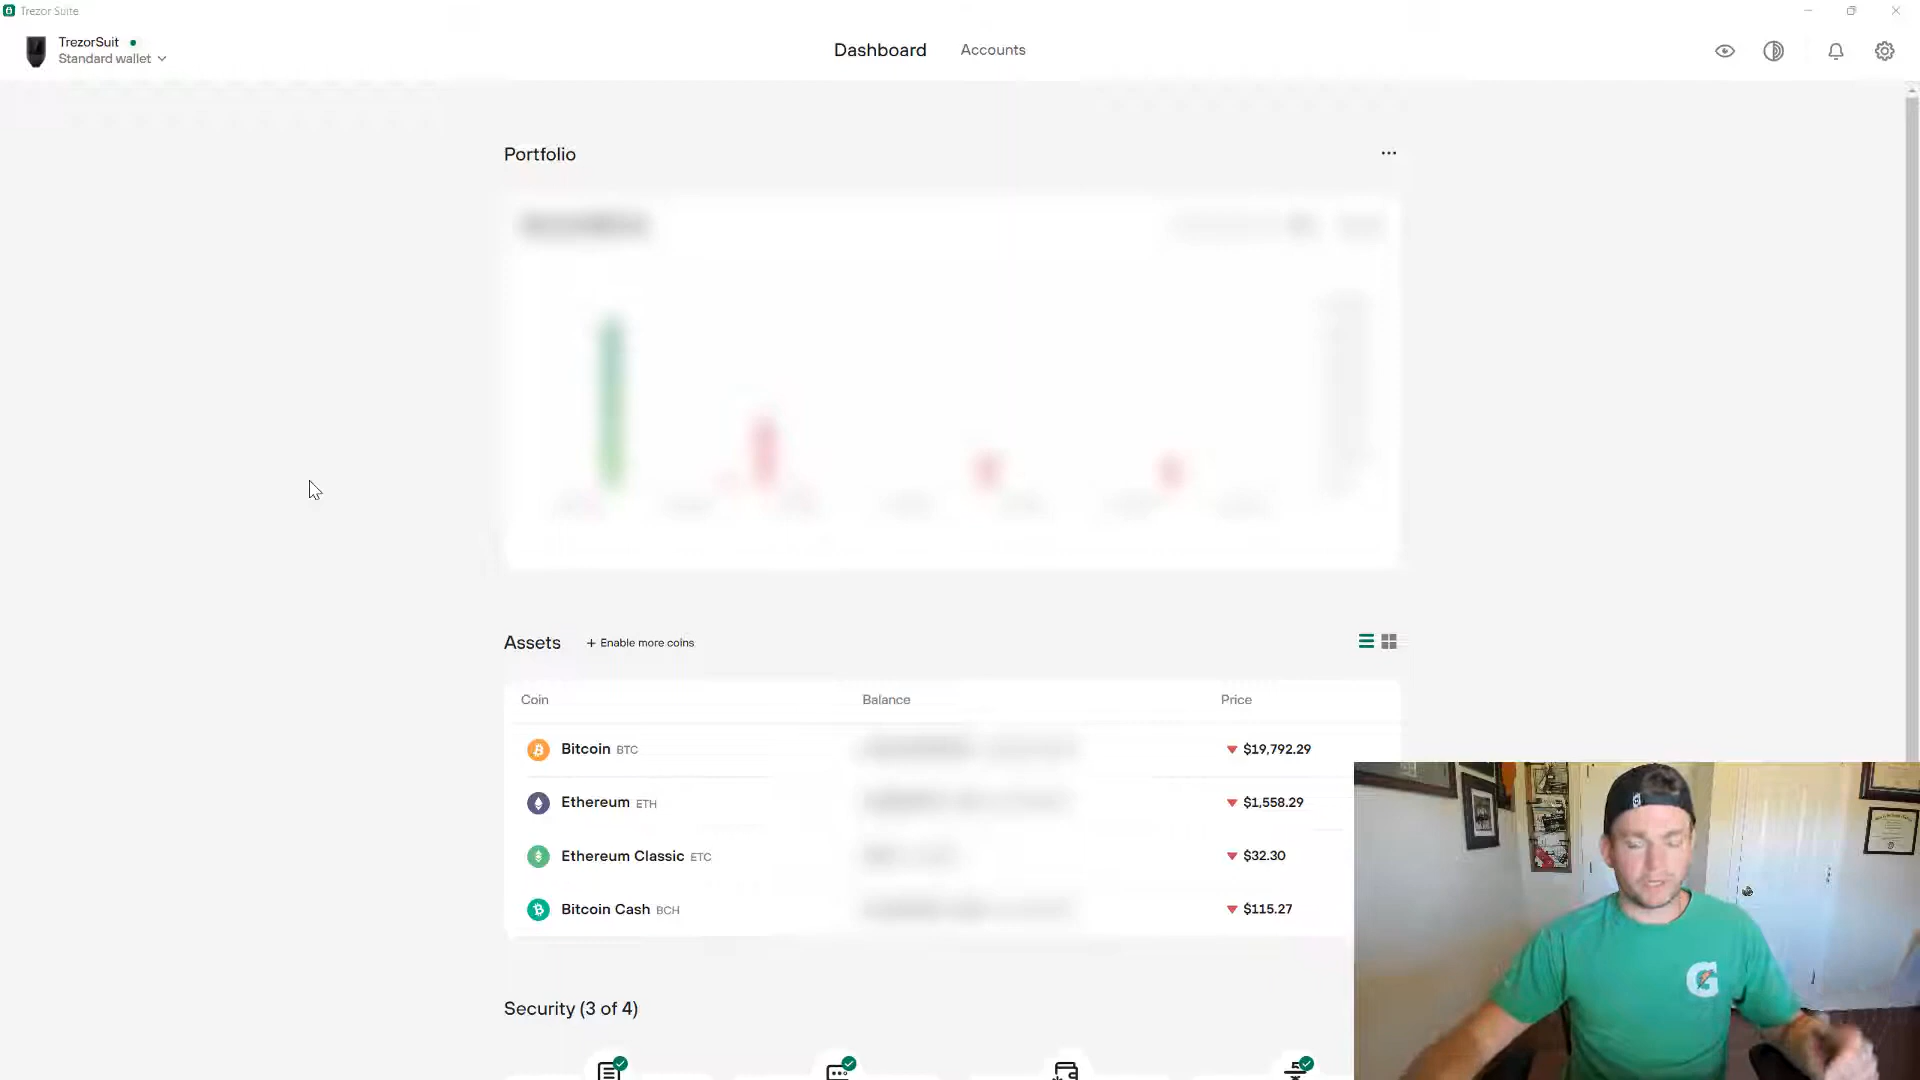 Trezor Suite
TrezorSuit
Standard wallet
Dashboard
Accounts
Portfolio
Assets
+ Enable more coins
Coin
Balance
Price
Bitcoin BTC
$19,792.29
Ethereum ETH
$1,558.29
Ethereum Classic ETC
$32.30
Bitcoin Cash BCH
$115.27
Security (3 of 4)
G